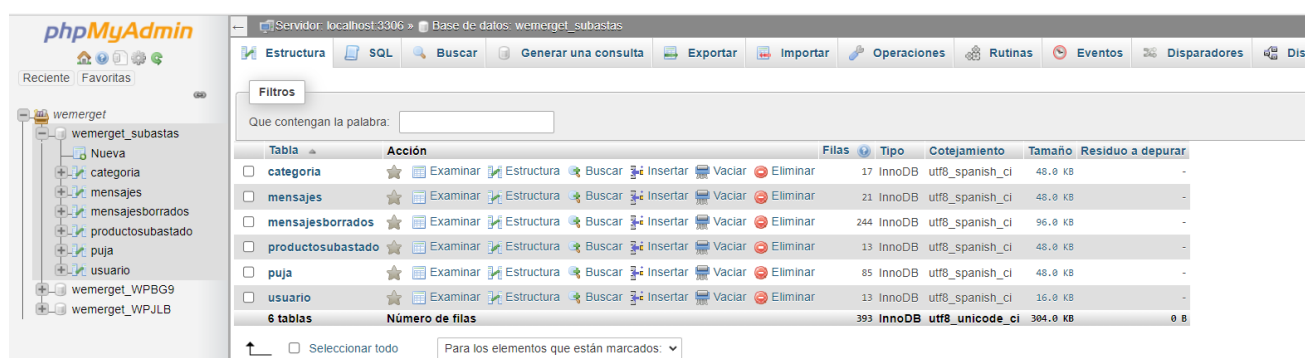 phpMyAdmin
Reciente Favoritas
wemerget
wemerget_subastas
Nueva
categoria
mensajes
mensajesborrados
productosubastado
puja
usuario
wemerget_WPBG9
wemerget_WPJLB
Servidor: localhost:3306 » Base de datos: wemerget_subastas
Estructura SQL Buscar Generar una consulta Exportar Importar Operaciones Rutinas Eventos Disparadores Dis
Filtros
Que contengan la palabra:
Tabla Acción Filas Tipo Cotejamiento Tamaño Residuo a depurar
categoria Examinar Estructura Buscar Insertar Vaciar Eliminar 17 InnoDB utf8_spanish_ci 48.0 KB -
mensajes Examinar Estructura Buscar Insertar Vaciar Eliminar 21 InnoDB utf8_spanish_ci 48.0 KB -
mensajesborrados Examinar Estructura Buscar Insertar Vaciar Eliminar 244 InnoDB utf8_spanish_ci 96.0 KB -
productosubastado Examinar Estructura Buscar Insertar Vaciar Eliminar 13 InnoDB utf8_spanish_ci 48.0 KB -
puja Examinar Estructura Buscar Insertar Vaciar Eliminar 85 InnoDB utf8_spanish_ci 48.0 KB -
usuario Examinar Estructura Buscar Insertar Vaciar Eliminar 13 InnoDB utf8_spanish_ci 16.0 KB -
6 tablas Número de filas 393 InnoDB utf8_unicode_ci 304.0 KB 0 B
Seleccionar todo Para los elementos que están marcados: